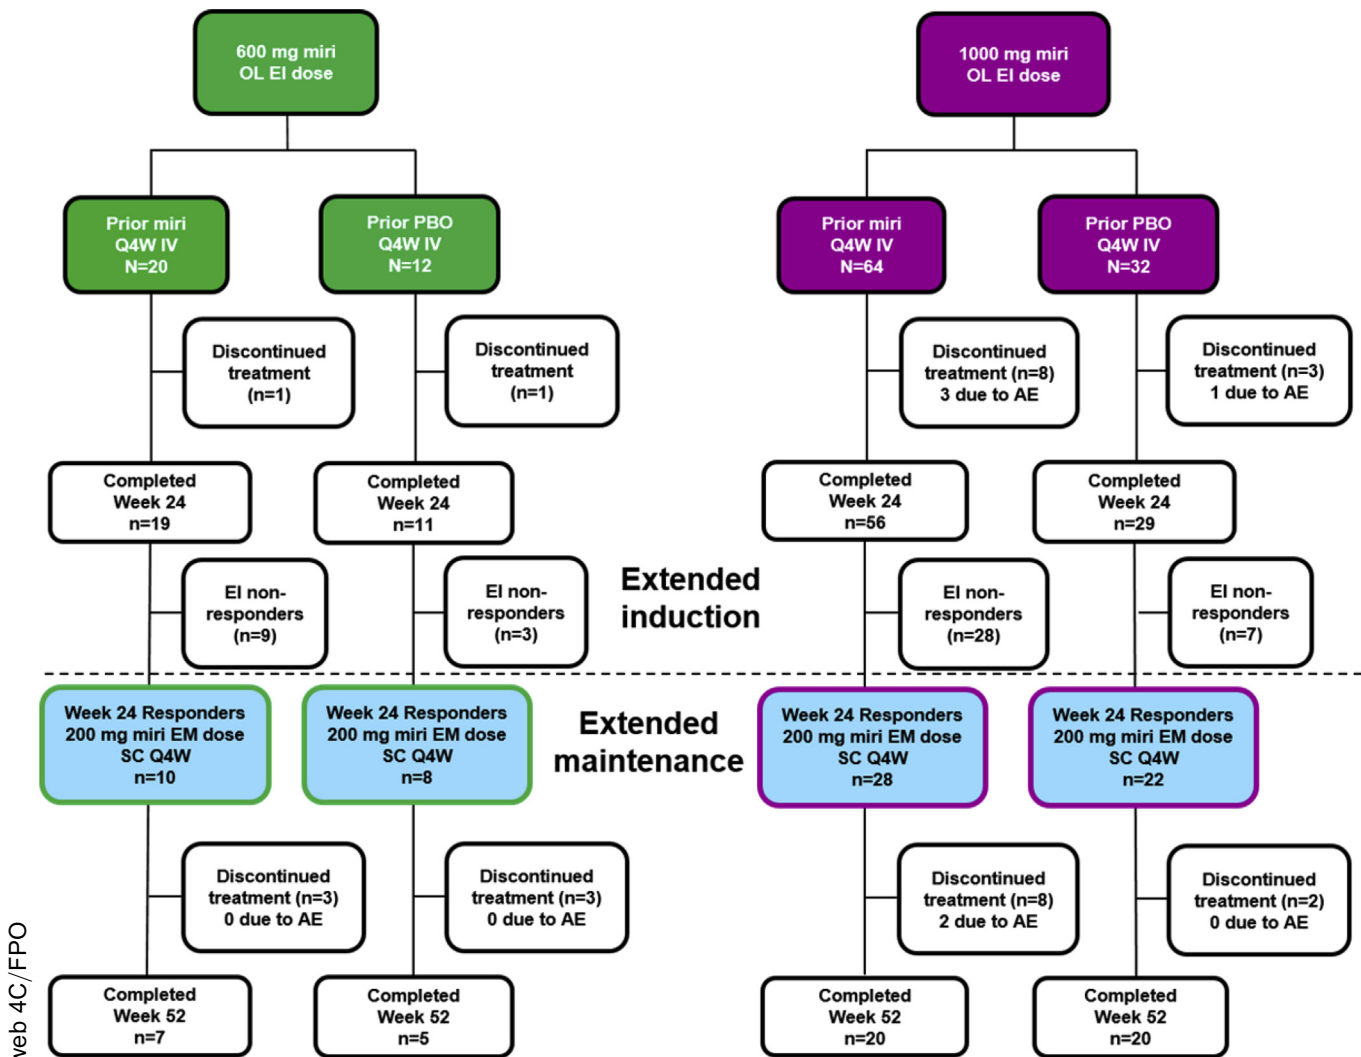 600 mg miri
OL EI dose
1000 mg miri
OL EI dose
Prior miri
Q4W IV
N=20
Prior PBO
Q4W IV
N=12
Prior miri
Q4W IV
N=64
Prior PBO
Q4W IV
N=32
Discontinued
treatment
(n=1)
Discontinued
treatment
(n=1)
Discontinued
treatment (n=8)
3 due to AE
Discontinued
treatment (n=3)
1 due to AE
Completed
Week 24
n=19
Completed
Week 24
n=11
Completed
Week 24
n=56
Completed
Week 24
n=29
EI non-
responders
(n=9)
EI non-
responders
(n=3)
Extended
induction
EI non-
responders
(n=28)
EI non-
responders
(n=7)
Week 24 Responders
200 mg miri EM dose
SC Q4W
n=10
Week 24 Responders
200 mg miri EM dose
SC Q4W
n=8
Extended
maintenance
Week 24 Responders
200 mg miri EM dose
SC Q4W
n=28
Week 24 Responders
200 mg miri EM dose
SC Q4W
n=22
Discontinued
treatment (n=3)
0 due to AE
Discontinued
treatment (n=3)
0 due to AE
Discontinued
treatment (n=8)
2 due to AE
Discontinued
treatment (n=2)
0 due to AE
Completed
Week 52
n=7
Completed
Week 52
n=5
Completed
Week 52
n=20
Completed
Week 52
n=20
web 4C/FPO